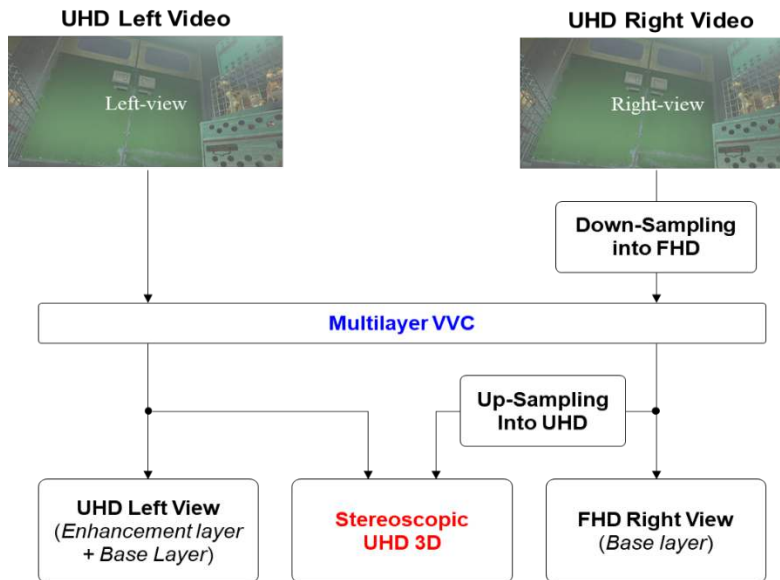 UHD Left Video
UHD Right Video
Left-view
Right-view
Down-Sampling
into FHD
Multilayer VVC
Up-Sampling
Into UHD
UHD Left View
(Enhancement layer
+ Base Layer)
Stereoscopic
UHD 3D
FHD Right View
(Base layer)